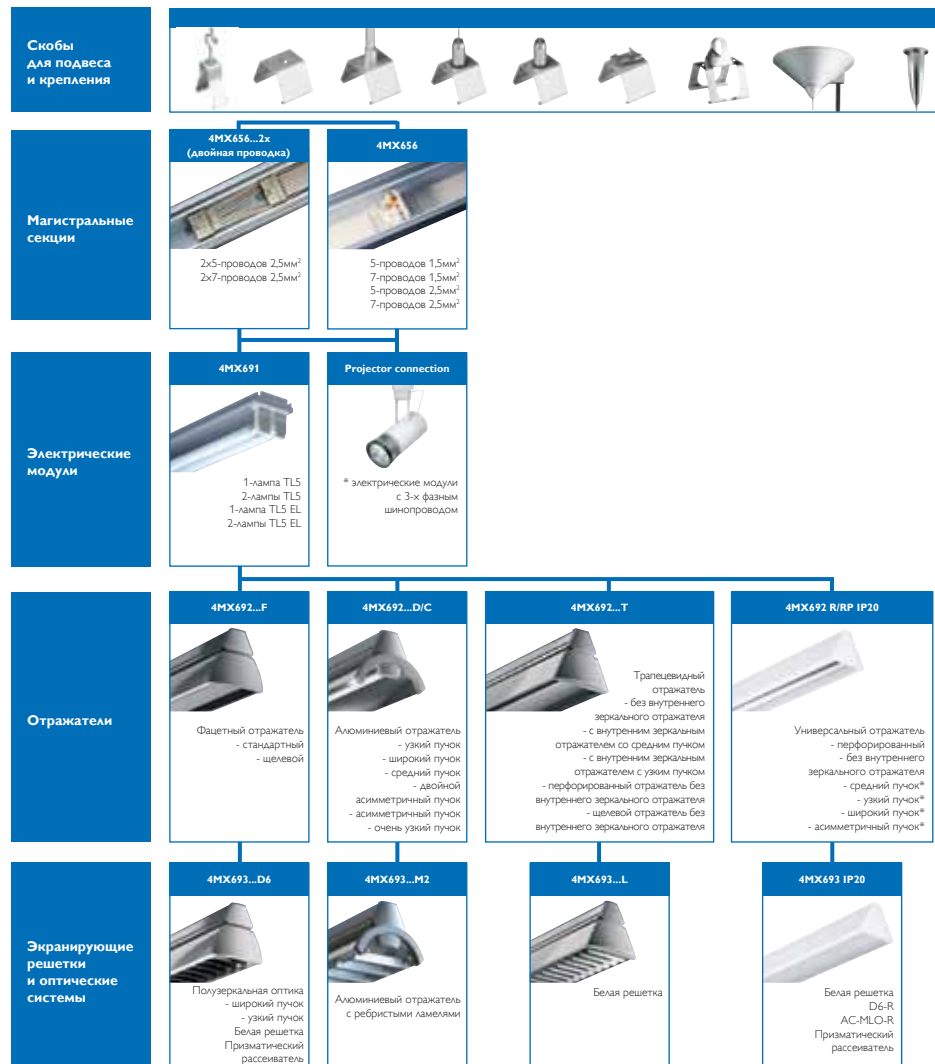 Скобы
для подвеса
и крепления
Магистральные
секции
4MX656...2x
(двойная проводка)
2x5-проводов 2,5мм²
2x7-проводов 2,5мм²
4MX656
5-проводов 1,5мм²
7-проводов 1,5мм²
5-проводов 2,5мм²
7-проводов 2,5мм²
Электрические
модули
4MX691
1-лампа TL5
2-лампы TL5
1-лампа TL5 EL
2-лампы TL5 EL
Projector connection
* электрические модули
с 3-х фазным
шинопроводом
Отражатели
4MX692...F
Фацетный отражатель
- стандартный
- щелевой
4MX692...D/C
Алюминиевый отражатель
- узкий пучок
- широкий пучок
- средний пучок
- двойной
асимметричный пучок
- асимметричный пучок
- очень узкий пучок
4MX692...T
Трапецевидный
отражатель
- без внутреннего
зеркального отражателя
- с внутренним зеркальным
отражателем со средним пучком
- с внутренним зеркальным
отражателем с узким пучком
- перфорированный отражатель без
внутреннего зеркального отражателя
- щелевой отражатель без
внутреннего зеркального отражателя
4MX692 R/RP IP20
Универсальный отражатель
- перфорированный
- без внутреннего
зеркального отражателя
- средний пучок*
- узкий пучок*
- широкий пучок*
- асимметричный пучок*
Экранирующие
решетки
и оптические
системы
4MX693...D6
Полузеркальная оптика
- широкий пучок
- узкий пучок
Белая решетка
Призматический
рассеиватель
4MX693...M2
Алюминиевый отражатель
с ребристыми ламелями
4MX693...L
Белая решетка
4MX693 IP20
Белая решетка
D6-R
AC-MLO-R
Призматический
рассеиватель